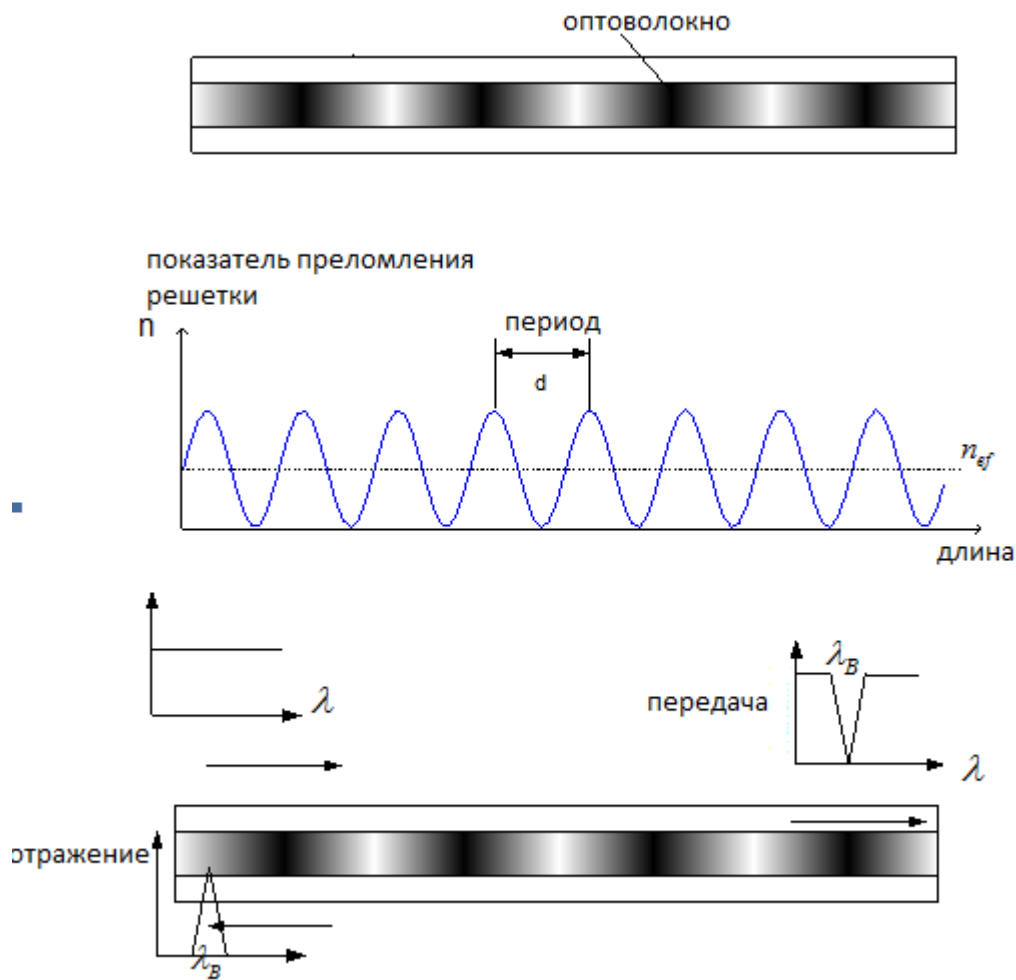 оптоволокно
показатель преломления
решетки
n
период
d
n_ef
длина
λ
λ_B
передача
λ
отражение
λ_B